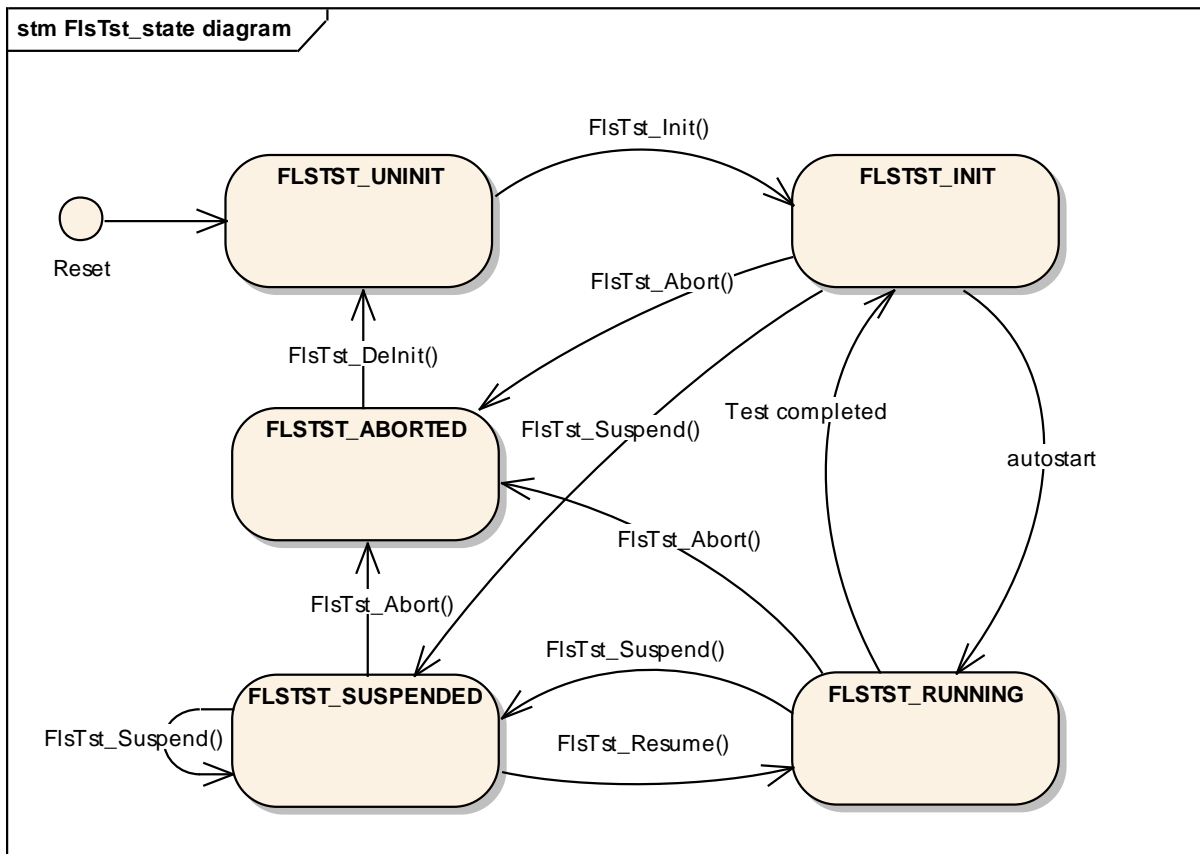 stm FlsTst_state diagram
FlsTst_Init()
FLSTST_UNINIT
FLSTST_INIT
Reset
FlsTst_Abort()
FlsTst_DeInit()
FLSTST_ABORTED
FlsTst_Suspend()
Test completed
autostart
FlsTst_Abort()
FlsTst_Abort()
FlsTst_Suspend()
FLSTST_SUSPENDED
FLSTST_RUNNING
FlsTst_Suspend()
FlsTst_Resume()